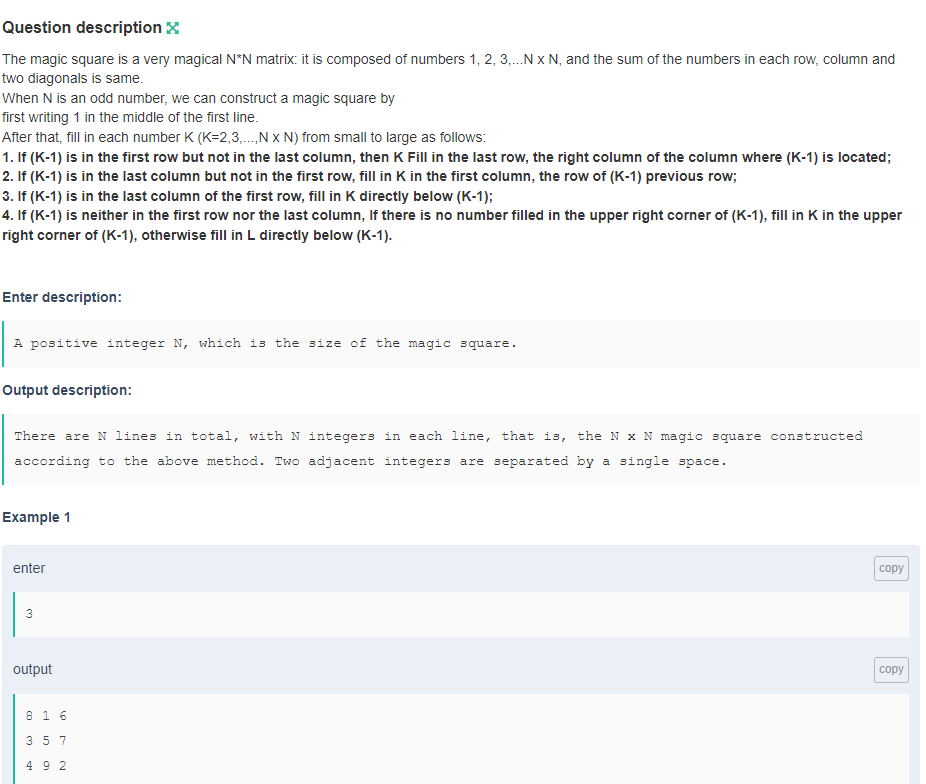 Question description
The magic square is a very magical N*N matrix: it is composed of numbers 1, 2, 3,...N x N, and the sum of the numbers in each row, column and
two diagonals is same.
When N is an odd number, we can construct a magic square by
first writing 1 in the middle of the first line.
After that, fill in each number K (K=2,3,...,N x N) from small to large as follows:
1. If (K-1) is in the first row but not in the last column, then K Fill in the last row, the right column of the column where (K-1) is located;
2. If (K-1) is in the last column but not in the first row, fill in K in the first column, the row of (K-1) previous row;
3. If (K-1) is in the last column of the first row, fill in K directly below (K-1);
4. If (K-1) is neither in the first row nor the last column, If there is no number filled in the upper right corner of (K-1), fill in K in the upper
right corner of (K-1), otherwise fill in L directly below (K-1).
Enter description:
A positive integer N, which is the size of the magic square.
Output description:
There are N lines in total, with N integers in each line, that is, the N x N magic square constructed
according to the above method. Two adjacent integers are separated by a single space.
Example 1
enter
copy
3
output
copy
8 1 6
3 5 7
4 9 2